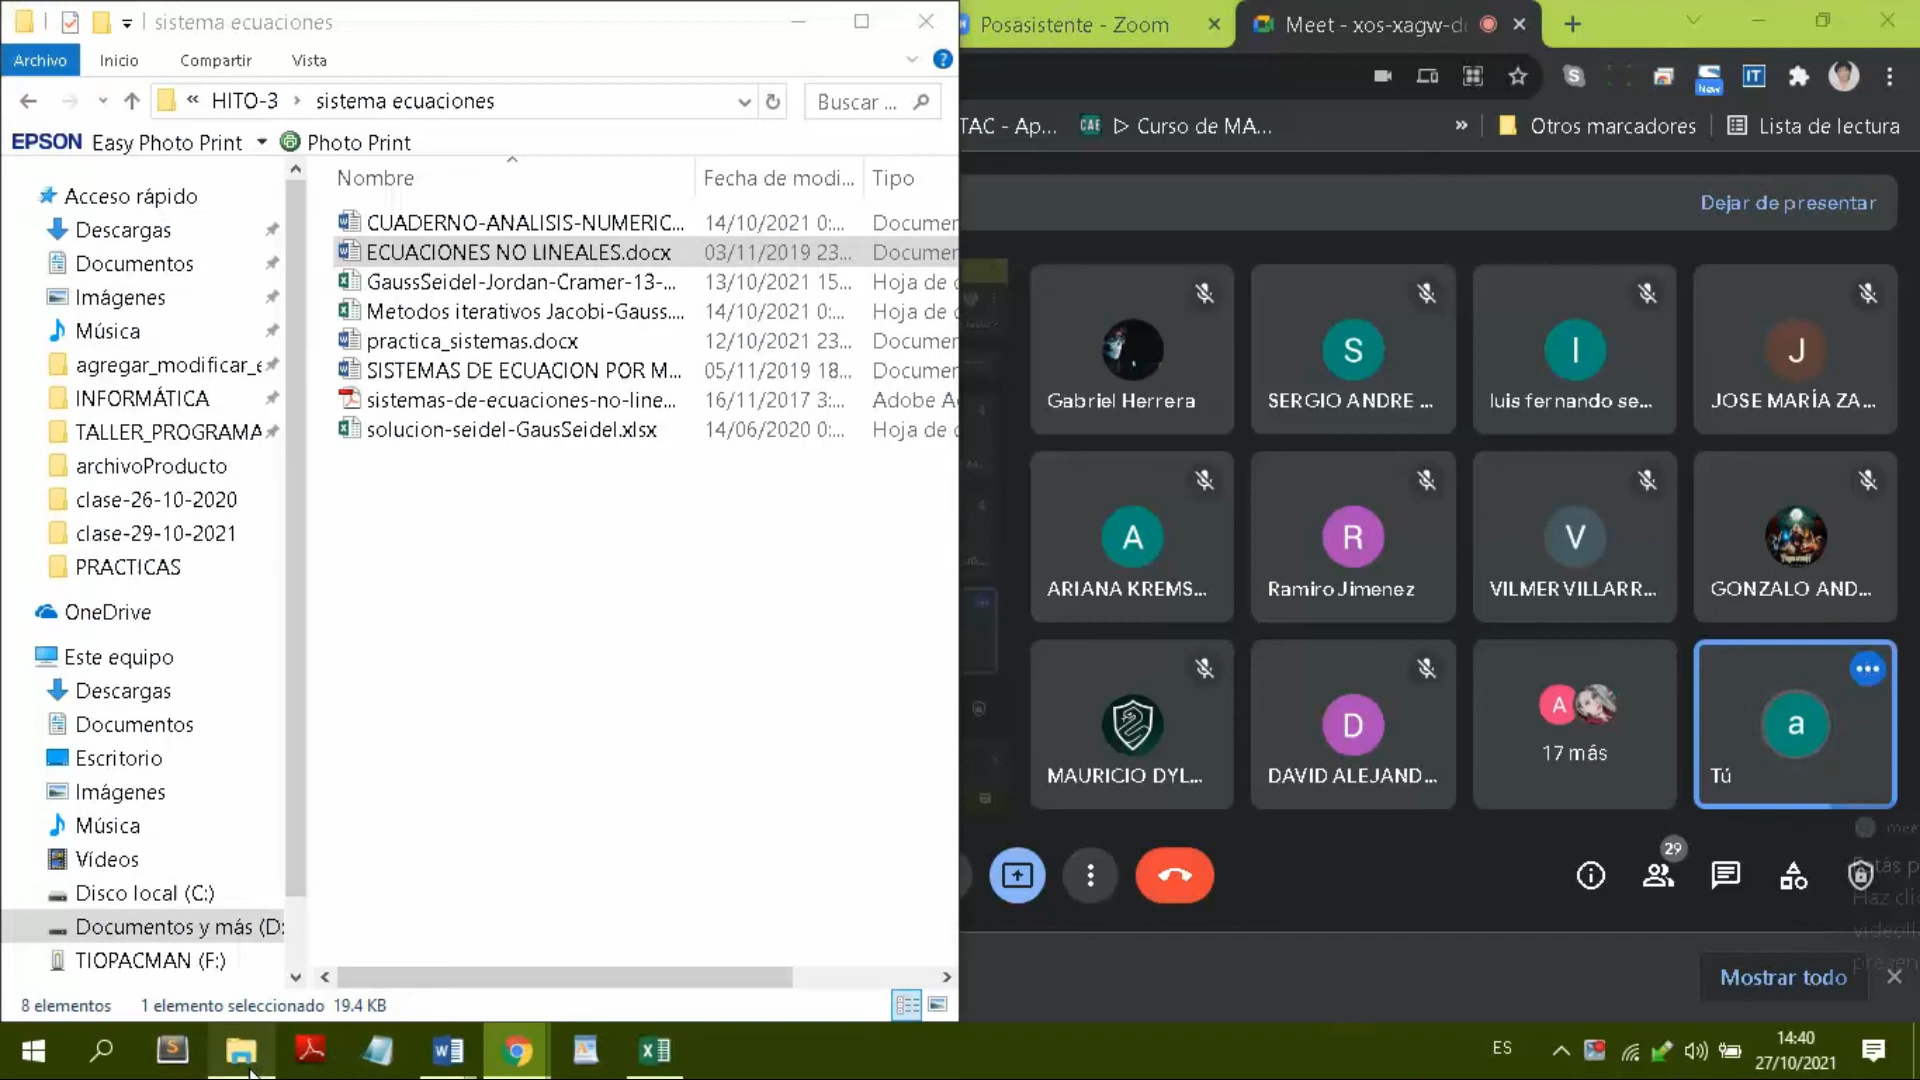 sistema ecuaciones
Archivo Inicio Compartir Vista
« HITO-3 › sistema ecuaciones
Buscar ...
EPSON Easy Photo Print Photo Print
Acceso rápido
Descargas
Documentos
Imágenes
Música
agregar_modificar_e
INFORMÁTICA
TALLER_PROGRAMA
archivoProducto
clase-26-10-2020
clase-29-10-2021
PRACTICAS
OneDrive
Este equipo
Descargas
Documentos
Escritorio
Imágenes
Música
Vídeos
Disco local (C:)
Documentos y más (D:
TIOPACMAN (F:)
Nombre Fecha de modi... Tipo
CUADERNO-ANALISIS-NUMERIC... 14/10/2021 0:... Documen
ECUACIONES NO LINEALES.docx 03/11/2019 23... Documen
GaussSeidel-Jordan-Cramer-13-... 13/10/2021 15... Hoja de c
Metodos iterativos Jacobi-Gauss.... 14/10/2021 0:... Hoja de c
practica_sistemas.docx 12/10/2021 23... Documen
SISTEMAS DE ECUACION POR M... 05/11/2019 18... Documen
sistemas-de-ecuaciones-no-line... 16/11/2017 3:... Adobe A
solucion-seidel-GausSeidel.xlsx 14/06/2020 0:... Hoja de c
8 elementos 1 elemento seleccionado 19.4 KB
Posasistente - Zoom
Meet - xos-xagw-d
New
IT
TAC - Ap...
CAE ▷ Curso de MA...
» Otros marcadores
Lista de lectura
Dejar de presentar
Gabriel Herrera
S
SERGIO ANDRE ...
I
luis fernando se...
J
JOSE MARÍA ZA...
A
ARIANA KREMS...
R
Ramiro Jimenez
V
VILMER VILLARR...
GONZALO AND...
MAURICIO DYL...
D
DAVID ALEJAND...
A
17 más
a
Tú
29
Mostrar todo
ES
14:40
27/10/2021